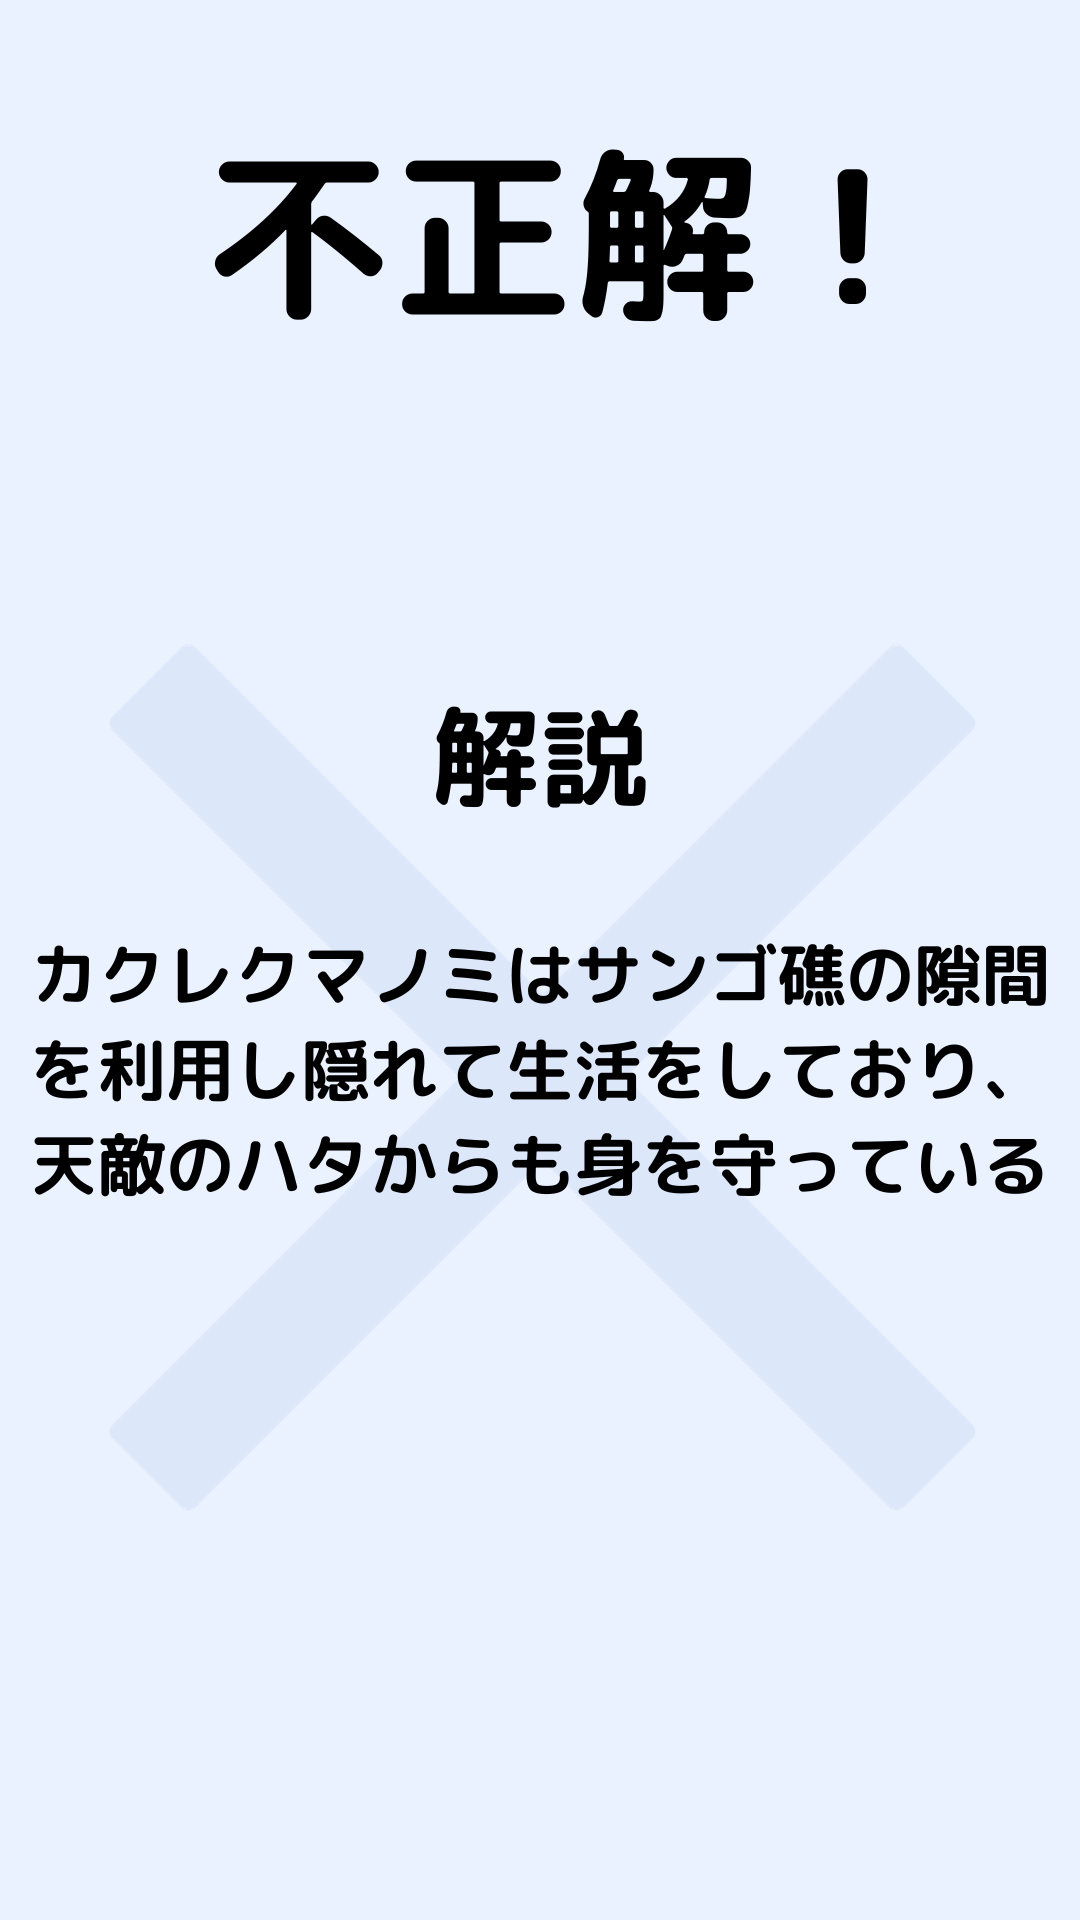 不正解！
解説
カクレクマノミはサンゴ礁の隙間
を利用し隠れて生活をしており、
天敵のハタからも身を守っている